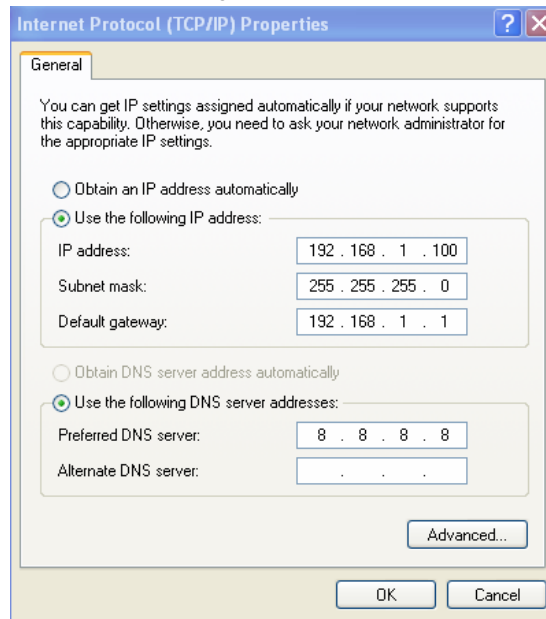 Internet Protocol (TCP/IP) Properties
General
You can get IP settings assigned automatically if your network supports
this capability. Otherwise, you need to ask your network administrator for
the appropriate IP settings.
Obtain an IP address automatically
Use the following IP address:
IP address: 192 . 168 . 1 . 100
Subnet mask: 255 . 255 . 255 . 0
Default gateway: 192 . 168 . 1 . 1
Obtain DNS server address automatically
Use the following DNS server addresses:
Preferred DNS server: 8 . 8 . 8 . 8
Alternate DNS server: . . .
Advanced...
OK Cancel